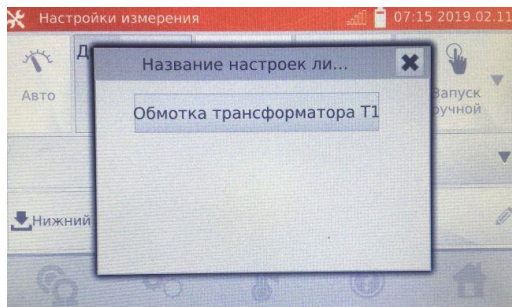 Настройки измерения
07:15 2019.02.11
Название настроек ли...
Авто
Запуск
ручной
Обмотка трансформатора Т1
Нижний